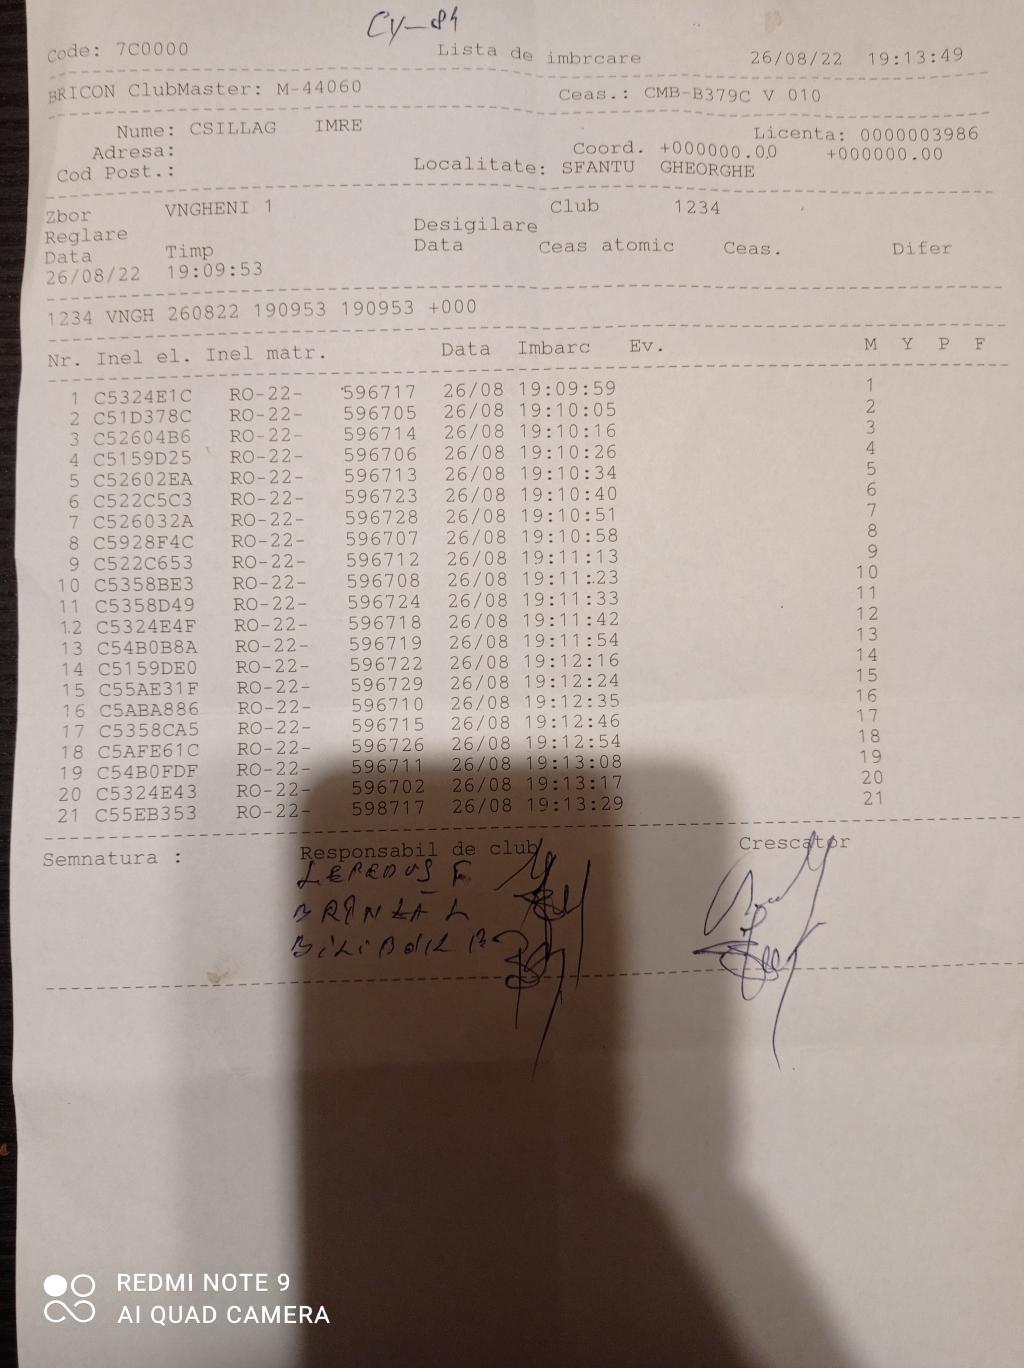 CY-84
Code: 7C0000 Lista de imbrcare 26/08/22 19:13:49
BRICON ClubMaster: M-44060 Ceas.: CMB-B379C V 010
Nume: CSILLAG IMRE Licenta: 0000003986
Adresa: Coord. +000000.00 +000000.00
Cod Post.: Localitate: SFANTU GHEORGHE
Zbor VNGHENI 1 Club 1234
Reglare Desigilare
Data Timp Data Ceas atomic Ceas. Difer
26/08/22 19:09:53
1234 VNGH 260822 190953 190953 +000
Nr. Inel el. Inel matr. Data Imbarc Ev. M Y P F
1 C5324E1C RO-22- 596717 26/08 19:09:59 1
2 C51D378C RO-22- 596705 26/08 19:10:05 2
3 C52604B6 RO-22- 596714 26/08 19:10:16 3
4 C5159D25 RO-22- 596706 26/08 19:10:26 4
5 C52602EA RO-22- 596713 26/08 19:10:34 5
6 C522C5C3 RO-22- 596723 26/08 19:10:40 6
7 C526032A RO-22- 596728 26/08 19:10:51 7
8 C5928F4C RO-22- 596707 26/08 19:10:58 8
9 C522C653 RO-22- 596712 26/08 19:11:13 9
10 C5358BE3 RO-22- 596708 26/08 19:11:23 10
11 C5358D49 RO-22- 596724 26/08 19:11:33 11
12 C5324E4F RO-22- 596718 26/08 19:11:42 12
13 C54B0B8A RO-22- 596719 26/08 19:11:54 13
14 C5159DE0 RO-22- 596722 26/08 19:12:16 14
15 C55AE31F RO-22- 596729 26/08 19:12:24 15
16 C5ABA886 RO-22- 596710 26/08 19:12:35 16
17 C5358CA5 RO-22- 596715 26/08 19:12:46 17
18 C5AFE61C RO-22- 596726 26/08 19:12:54 18
19 C54B0FDF RO-22- 596711 26/08 19:13:08 19
20 C5324E43 RO-22- 596702 26/08 19:13:17 20
21 C55EB353 RO-22- 598717 26/08 19:13:29 21
Semnatura : Responsabil de club Crescator
REDMI NOTE 9
AI QUAD CAMERA